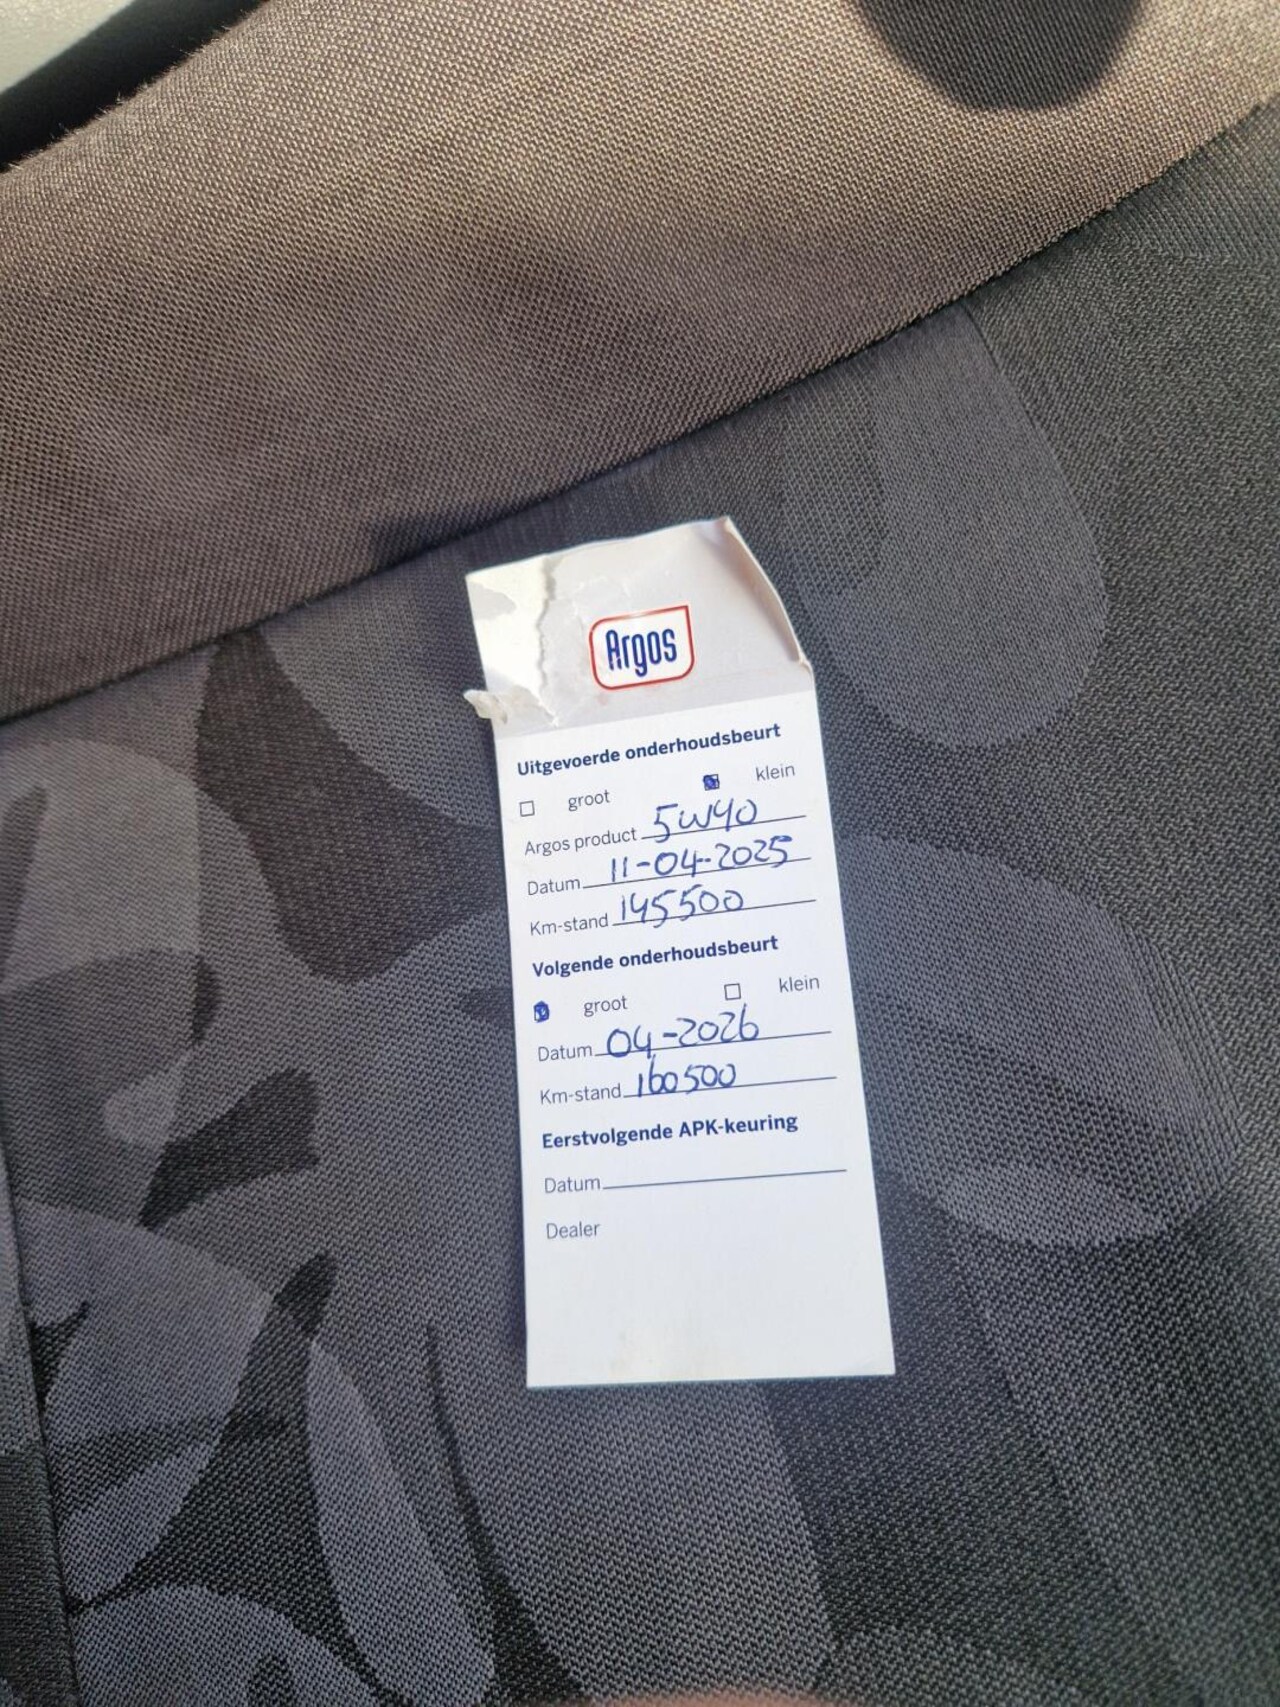 Argos
Uitgevoerde onderhoudsbeurt
groot klein
Argos product 5W40
Datum 11-04-2025
Km-stand 145500
Volgende onderhoudsbeurt
groot klein
Datum 04-2026
Km-stand 160500
Eerstvolgende APK-keuring
Datum
Dealer